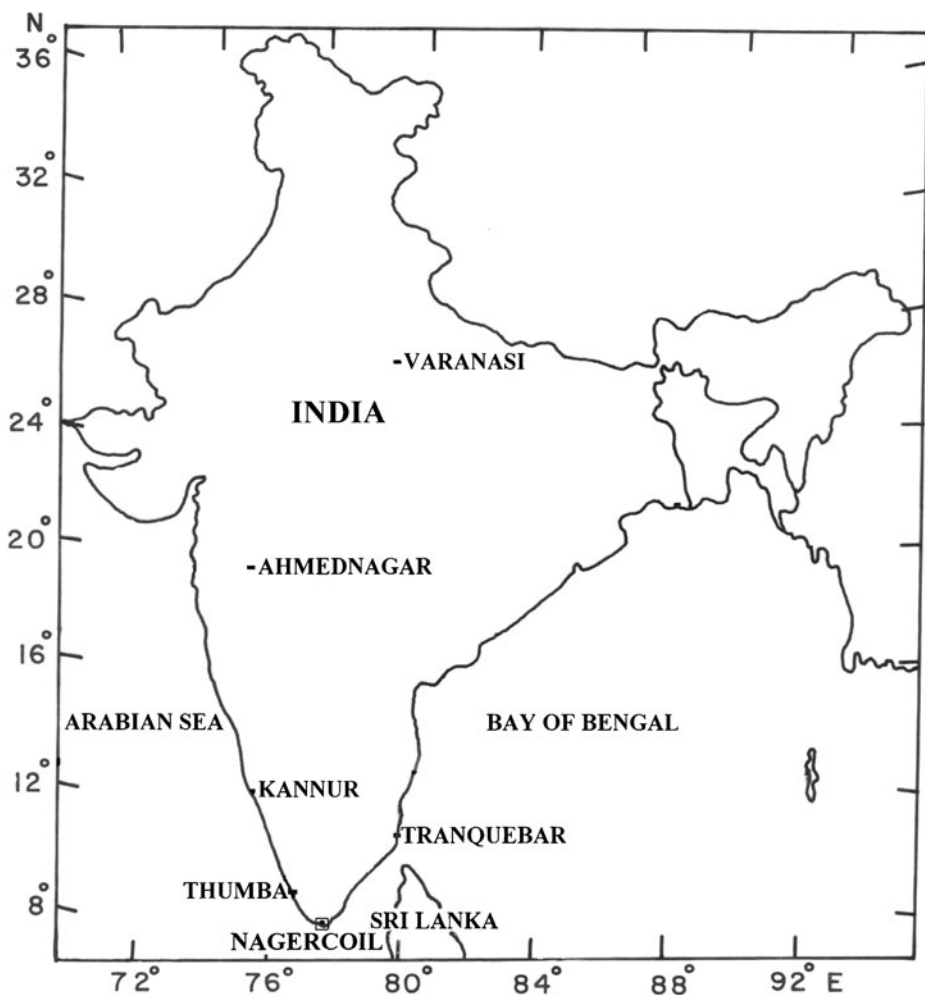 N
36°
32°
28°
VARANASI
INDIA
24°
20°
AHMEDNAGAR
16°
ARABIAN SEA
BAY OF BENGAL
12°
KANNUR
TRANQUEBAR
THUMBA
8°
SRI LANKA
NAGERCOIL
72° 76° 80° 84° 88° 92° E